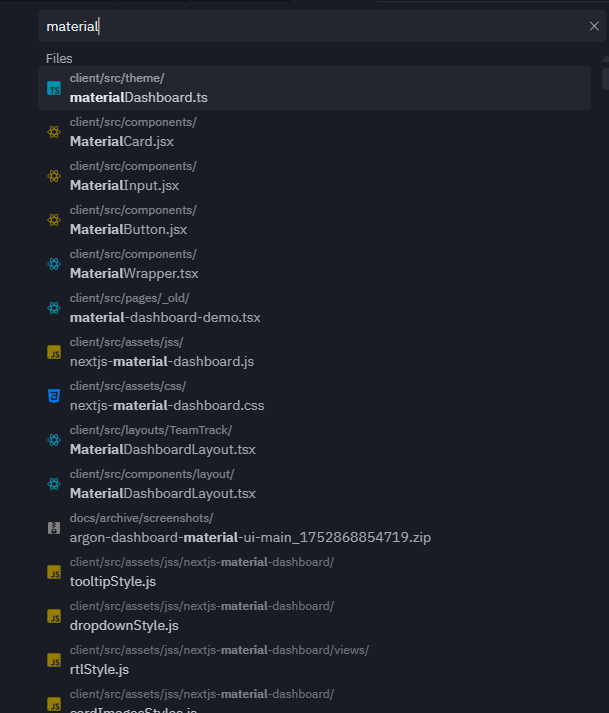 material
Files
client/src/theme/
materialDashboard.ts
client/src/components/
MaterialCard.jsx
client/src/components/
MaterialInput.jsx
client/src/components/
MaterialButton.jsx
client/src/components/
MaterialWrapper.tsx
client/src/pages/_old/
material-dashboard-demo.tsx
client/src/assets/jss/
nextjs-material-dashboard.js
client/src/assets/css/
nextjs-material-dashboard.css
client/src/layouts/TeamTrack/
MaterialDashboardLayout.tsx
client/src/components/layout/
MaterialDashboardLayout.tsx
docs/archive/screenshots/
argon-dashboard-material-ui-main_1752868854719.zip
client/src/assets/jss/nextjs-material-dashboard/
tooltipStyle.js
client/src/assets/jss/nextjs-material-dashboard/
dropdownStyle.js
client/src/assets/jss/nextjs-material-dashboard/views/
rtlStyle.js
client/src/assets/jss/nextjs-material-dashboard/
cardImagesStyles.js